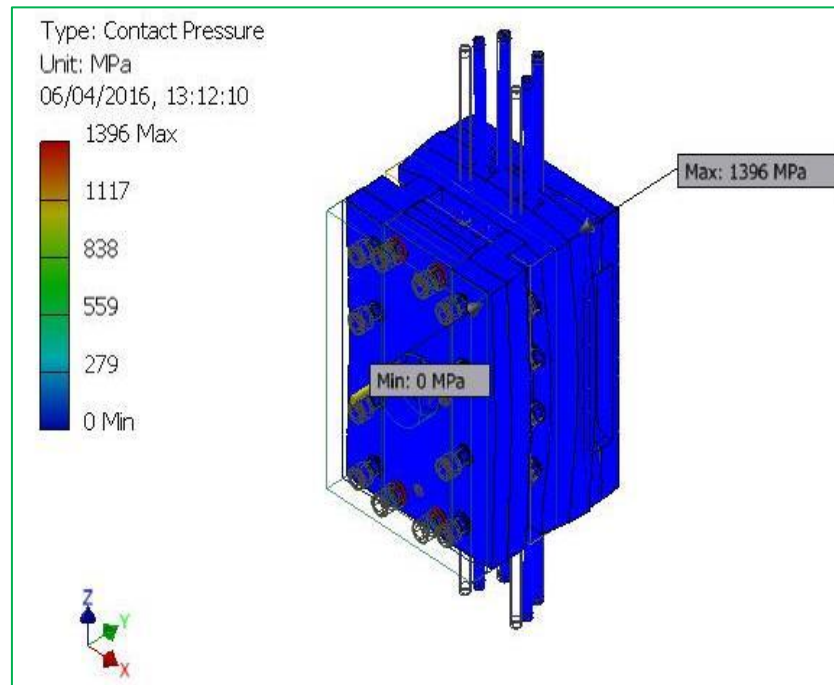 Type: Contact Pressure
Unit: MPa
06/04/2016, 13:12:10
1396 Max
1117
838
559
279
0 Min
Max: 1396 MPa
Min: 0 MPa
Z
Y
X